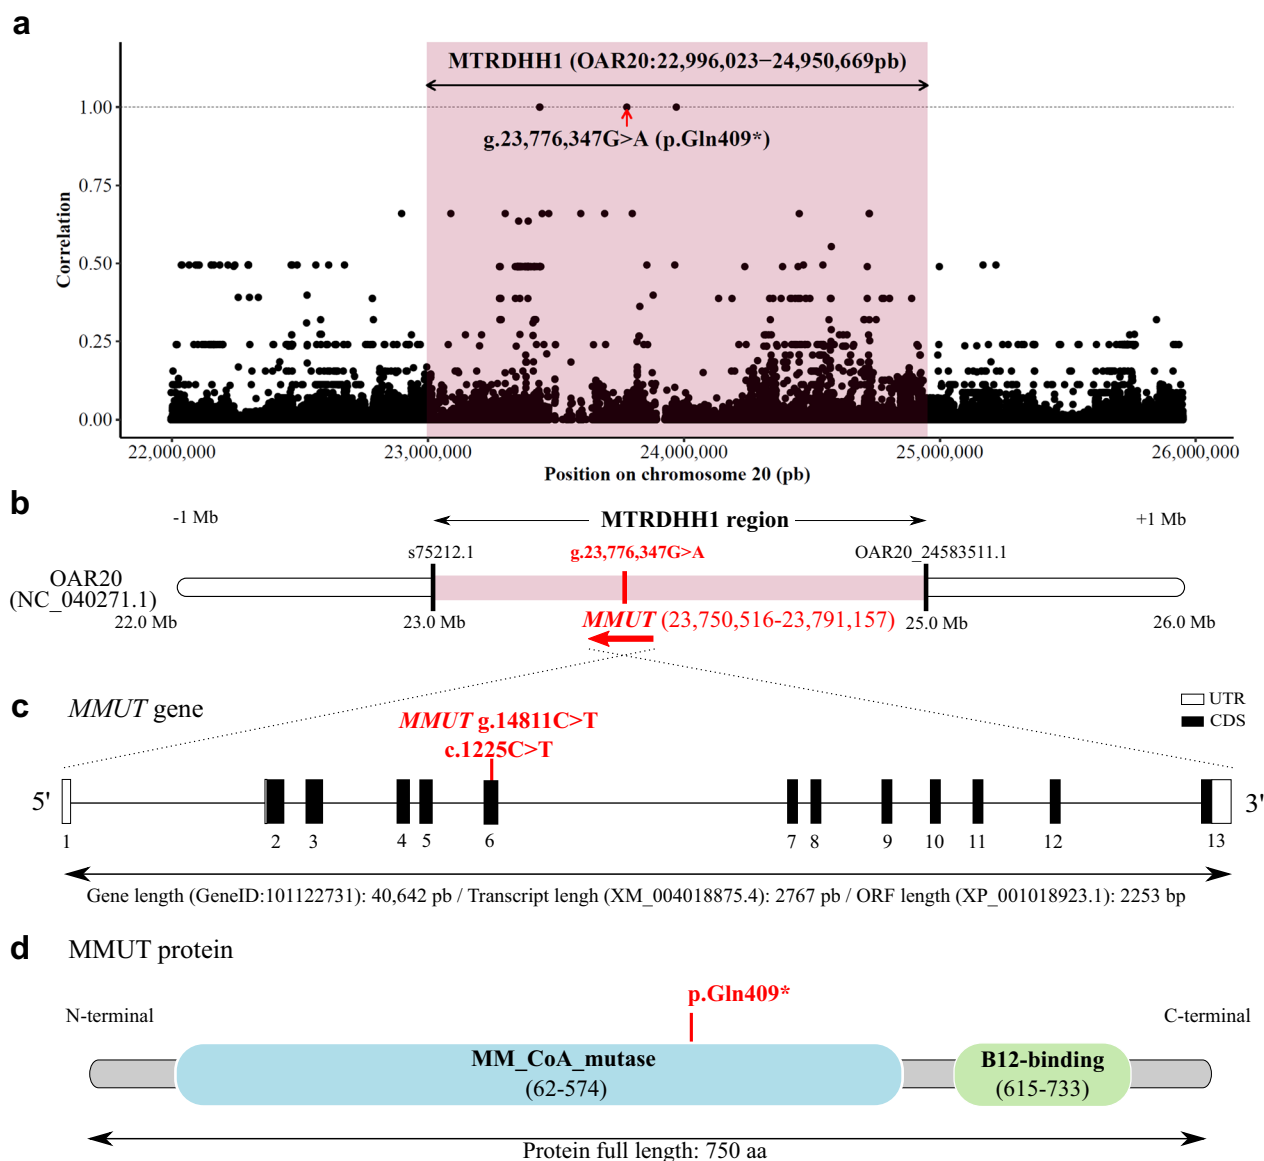 a
MTRDHH1 (OAR20:22,996,023−24,950,669pb)
1.00
g.23,776,347G>A (p.Gln409*)
0.75
0.50
0.25
0.00
Correlation
22,000,000 23,000,000 24,000,000 25,000,000 26,000,000
Position on chromosome 20 (pb)
b
-1 Mb MTRDHH1 region +1 Mb
s75212.1 g.23,776,347G>A OAR20_24583511.1
OAR20
(NC_040271.1)
22.0 Mb 23.0 Mb MMUT (23,750,516-23,791,157) 25.0 Mb 26.0 Mb
c MMUT gene
UTR
CDS
MMUT g.14811C>T
c.1225C>T
5' 3'
1 2 3 4 5 6 7 8 9 10 11 12 13
Gene length (GeneID:101122731): 40,642 pb / Transcript lengh (XM_004018875.4): 2767 pb / ORF length (XP_001018923.1): 2253 bp
d MMUT protein
p.Gln409*
N-terminal C-terminal
MM_CoA_mutase B12-binding
(62-574) (615-733)
Protein full length: 750 aa